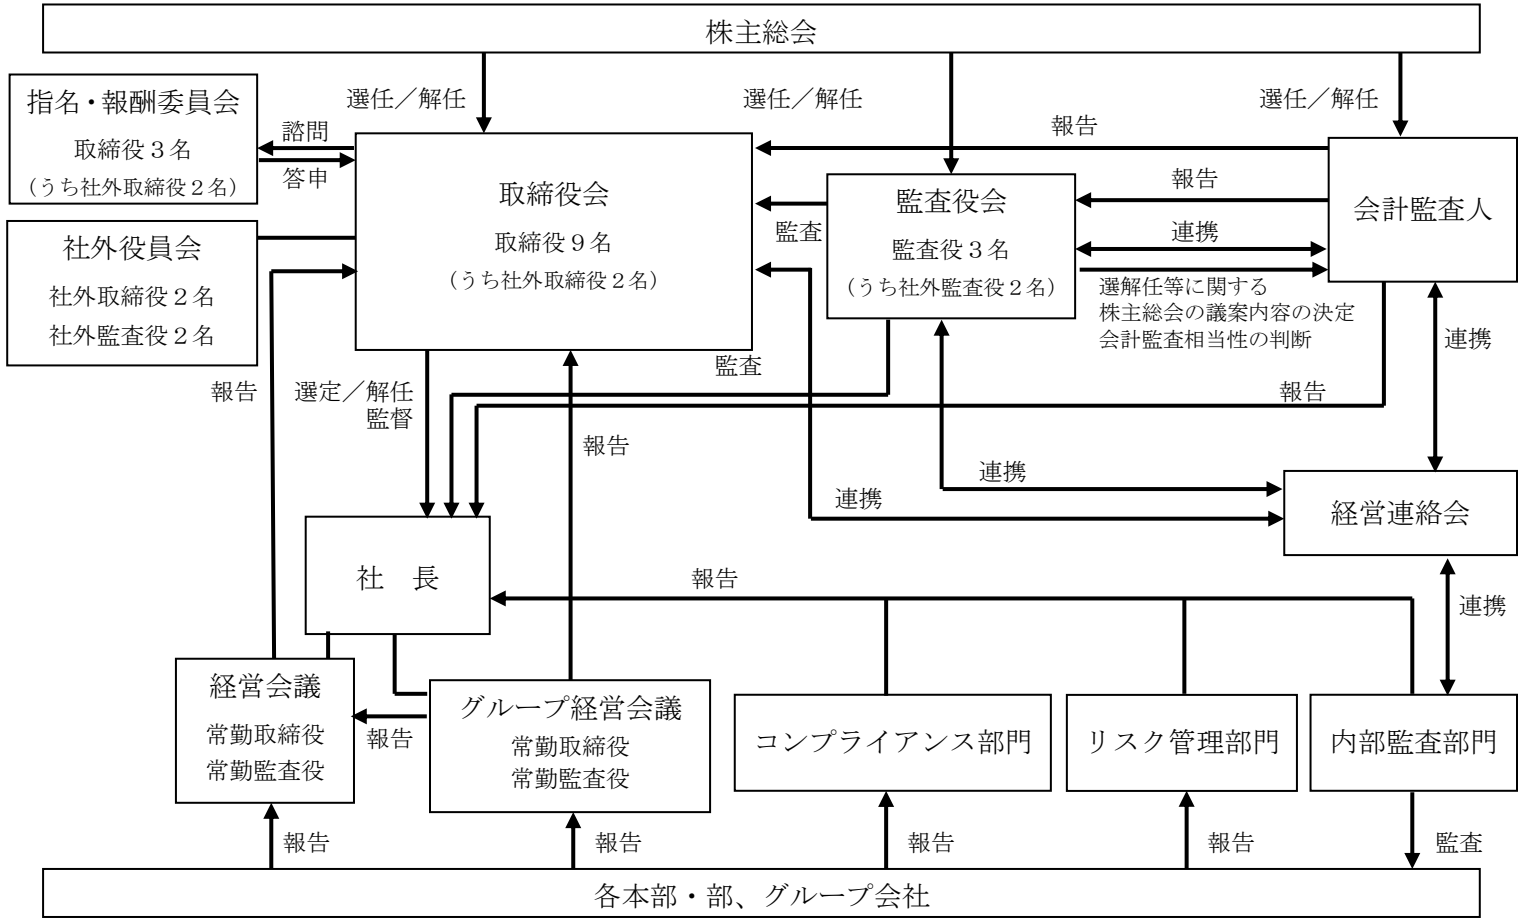 株主総会
指名・報酬委員会
取締役３名
（うち社外取締役２名）
諮問
答申
選任／解任
選任／解任
選任／解任
報告
取締役会
取締役９名
（うち社外取締役２名）
監査
監査役会
監査役３名
（うち社外監査役２名）
報告
連携
会計監査人
選解任等に関する
株主総会の議案内容の決定
会計監査相当性の判断
社外役員会
社外取締役２名
社外監査役２名
報告
選定／解任
監督
報告
監査
報告
連携
連携
連携
経営連絡会
社　長
報告
連携
経営会議
常勤取締役
常勤監査役
報告
グループ経営会議
常勤取締役
常勤監査役
コンプライアンス部門
リスク管理部門
内部監査部門
報告
報告
報告
報告
監査
各本部・部、グループ会社